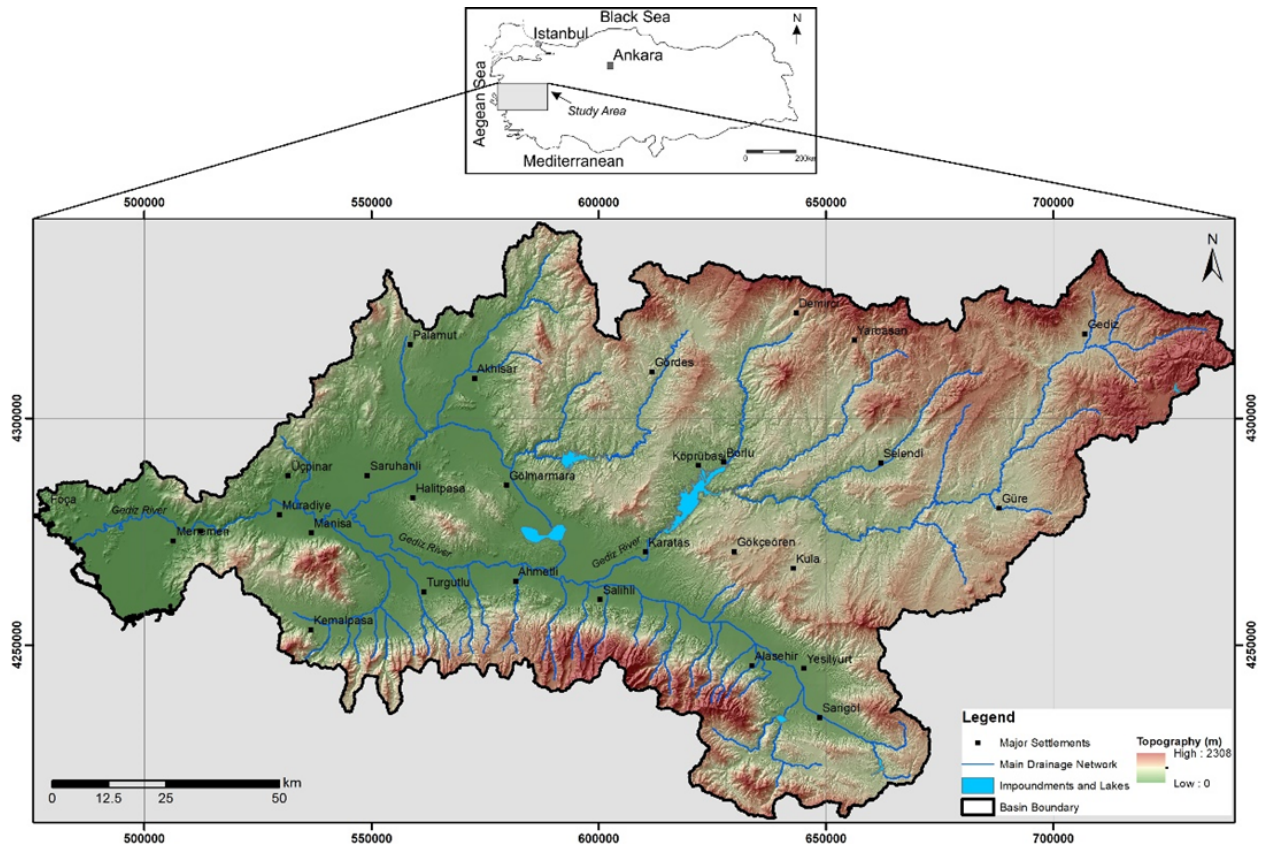 Black Sea
N
Istanbul
Ankara
Aegean Sea
Study Area
Mediterranean
0 200km
500000 550000 600000 650000 700000
N
Demirci
Gediz
Palamut
Yarbasan
Akhisar
Gördes
4300000 4300000
Köprübaşı Borlu
Üçpinar
Saruhanli
Selendi
Gölmarmara
Foça
Halitpasa
Güre
Gediz River
Muradiye
Menemen
Manisa
Gediz River
Gediz River
Karatas
Gökçeören
Kula
Ahmetli
Turgutlu
Salihli
Kemalpasa
4250000 4250000
Alasehir
Yesilyurt
Sarigöl
Legend
Major Settlements
Main Drainage Network
Impoundments and Lakes
Basin Boundary
Topography (m)
High : 2308
Low : 0
km
0 12.5 25 50
500000 550000 600000 650000 700000